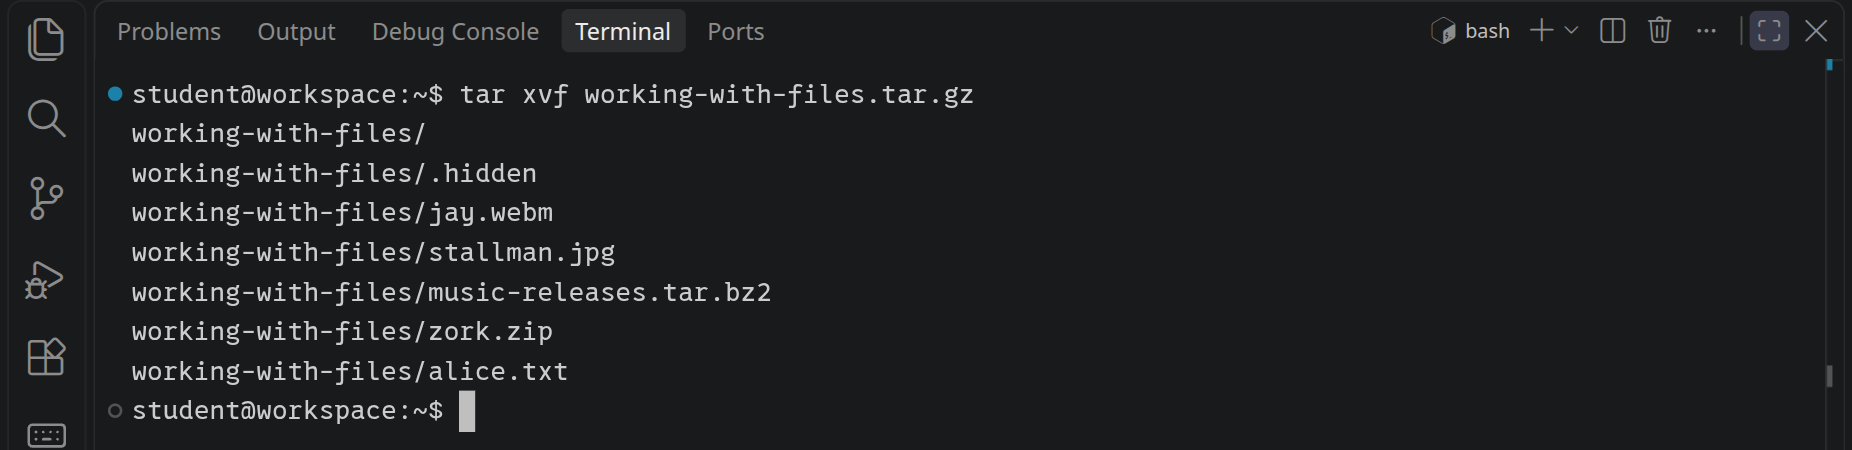 Problems Output Debug Console Terminal Ports bash
student@workspace:~$ tar xvf working-with-files.tar.gz
working-with-files/
working-with-files/.hidden
working-with-files/jay.webm
working-with-files/stallman.jpg
working-with-files/music-releases.tar.bz2
working-with-files/zork.zip
working-with-files/alice.txt
student@workspace:~$